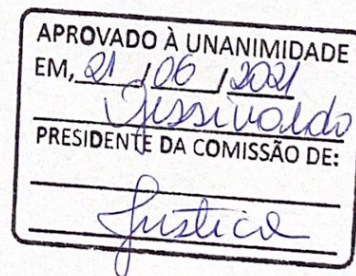 APROVADO À UNANIMIDADE
EM, 21 / 06 / 2021
Jessivaldo
PRESIDENTE DA COMISSÃO DE:
Justiça